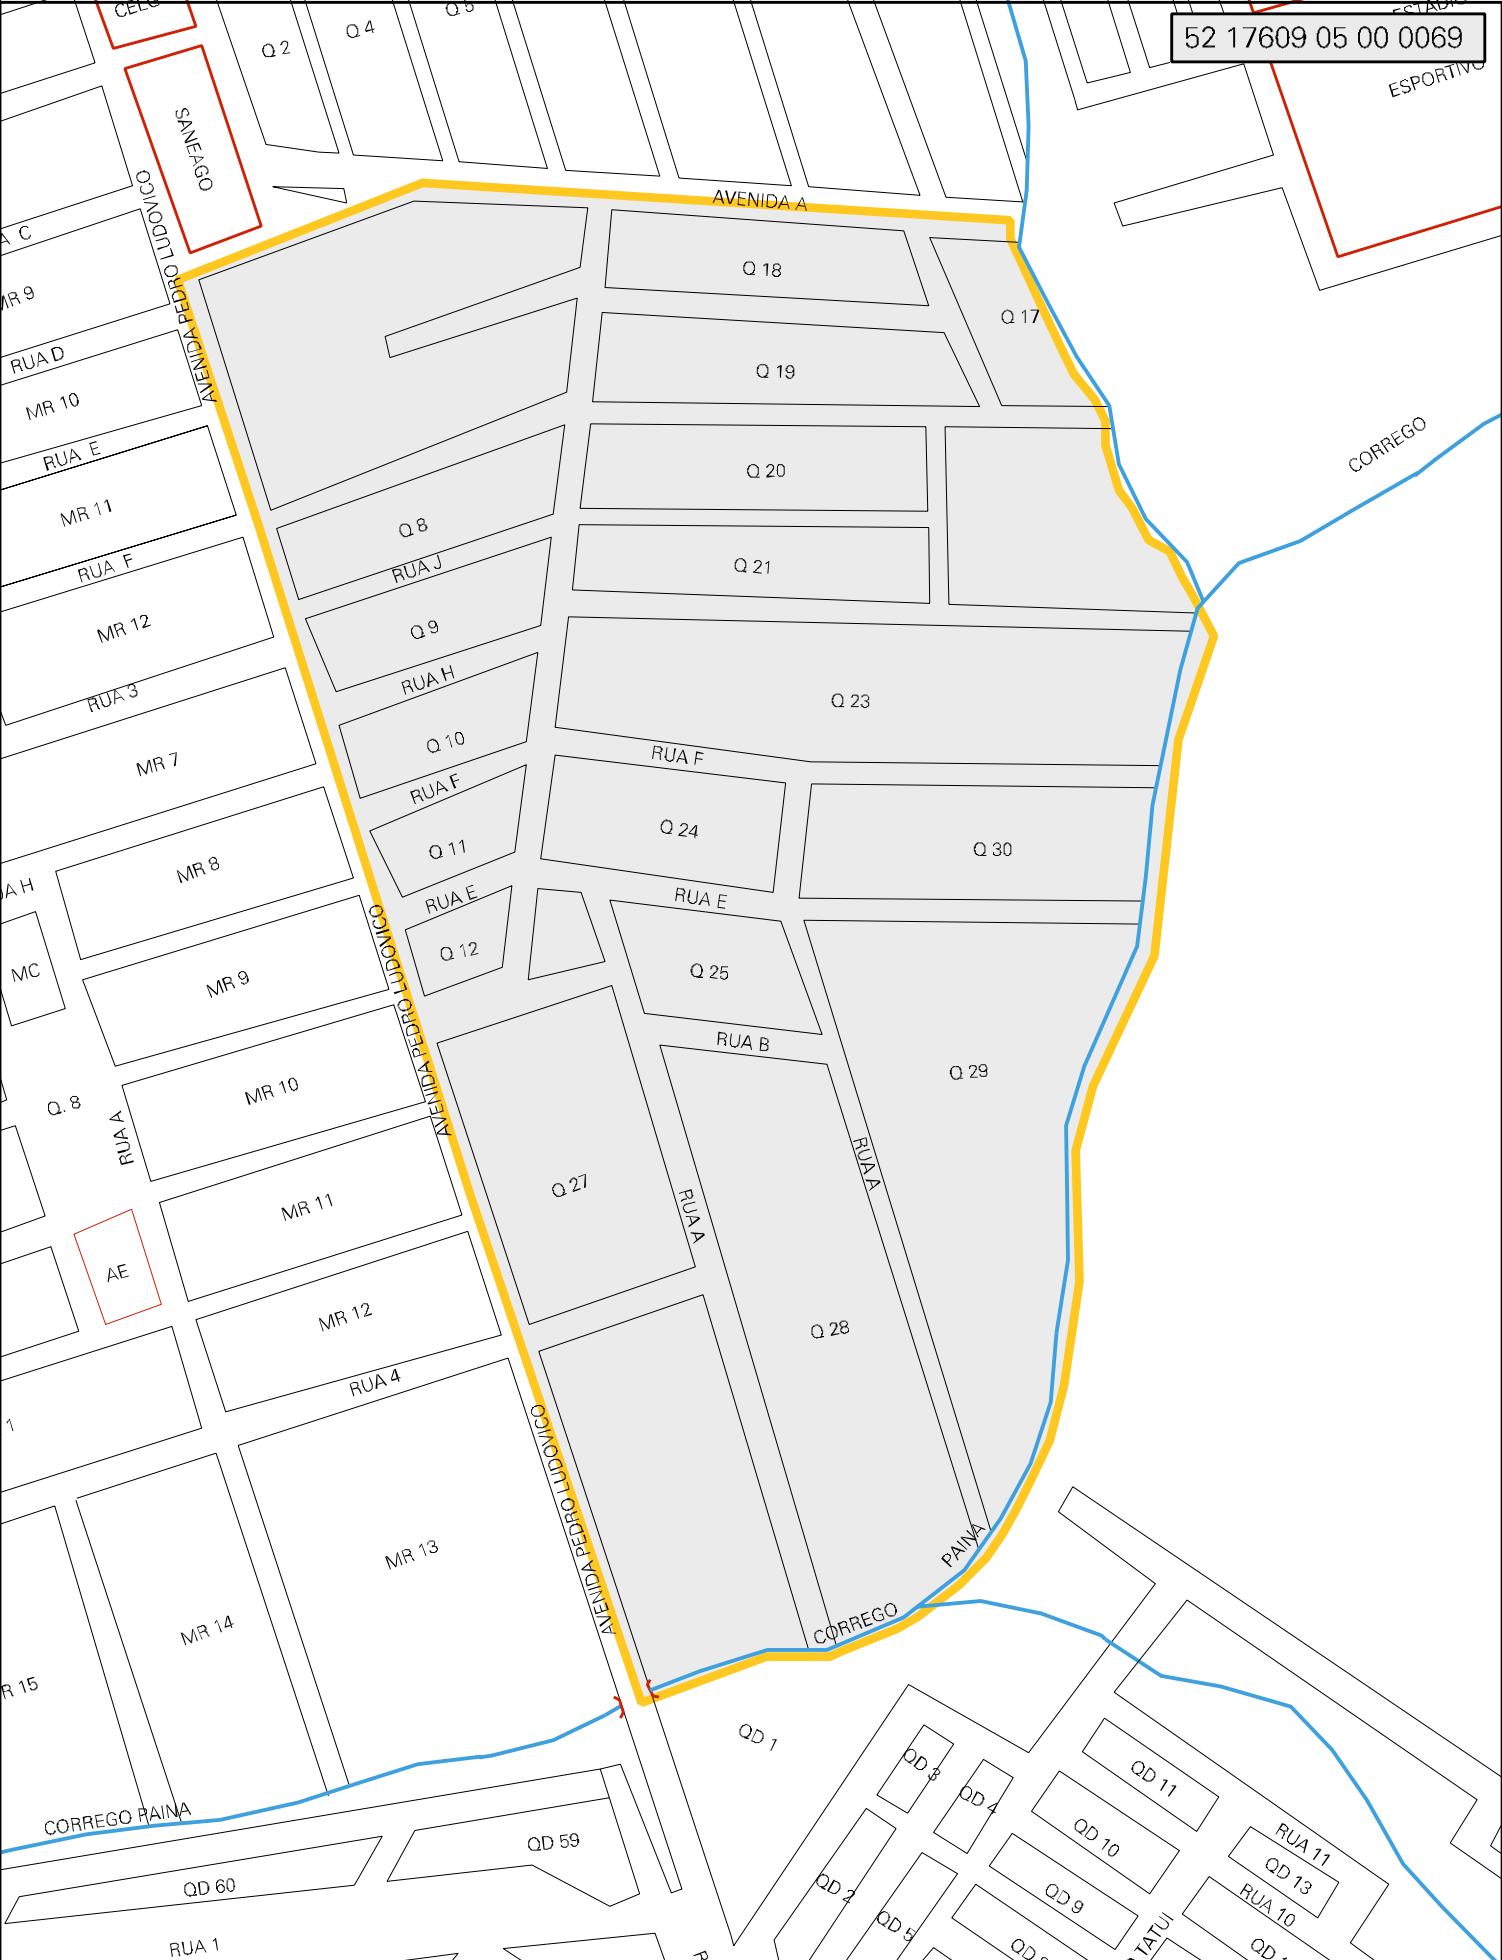 CELG
Q 2
Q 4
Q 5
52 17609 05 00 0069
ESTÁDIO
ESPORTIVO
SANEAGO
AVENIDA PEDRO LUDOVICO
AVENIDA A
A C
MR 9
Q 18
Q 17
RUA D
MR 10
Q 19
RUA E
CORREGO
MR 11
Q 20
Q 8
RUA F
RUA J
Q 21
MR 12
Q 9
RUA 3
RUA H
Q 23
MR 7
Q 10
RUA F
RUA F
MR 8
Q 11
Q 24
Q 30
UA H
RUA E
RUA E
MC
MR 9
AVENIDA PEDRO LUDOVICO
Q 12
Q 25
RUA B
Q. 8
MR 10
Q 29
RUA A
RUA A
MR 11
Q 27
RUA A
AE
MR 12
Q 28
RUA 4
1
AVENIDA PEDRO LUDOVICO
MR 13
MR 14
PAINA
CORREGO
R 15
QD 1
QD 3
QD 4
QD 11
CORREGO PAINA
QD 59
QD 10
RUA 11
QD 60
QD 2
QD 9
QD 13
RUA 10
QD 5
TATUI
RUA 1